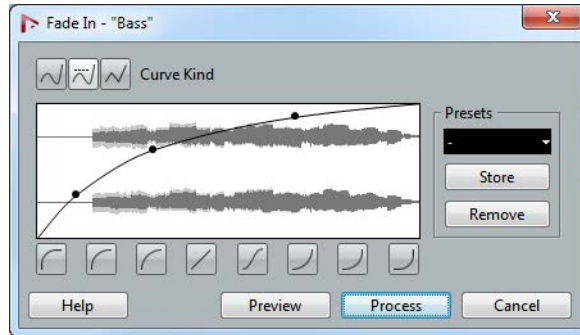 Fade In - "Bass"
Curve Kind
Presets
-
Store
Remove
Help
Preview
Process
Cancel